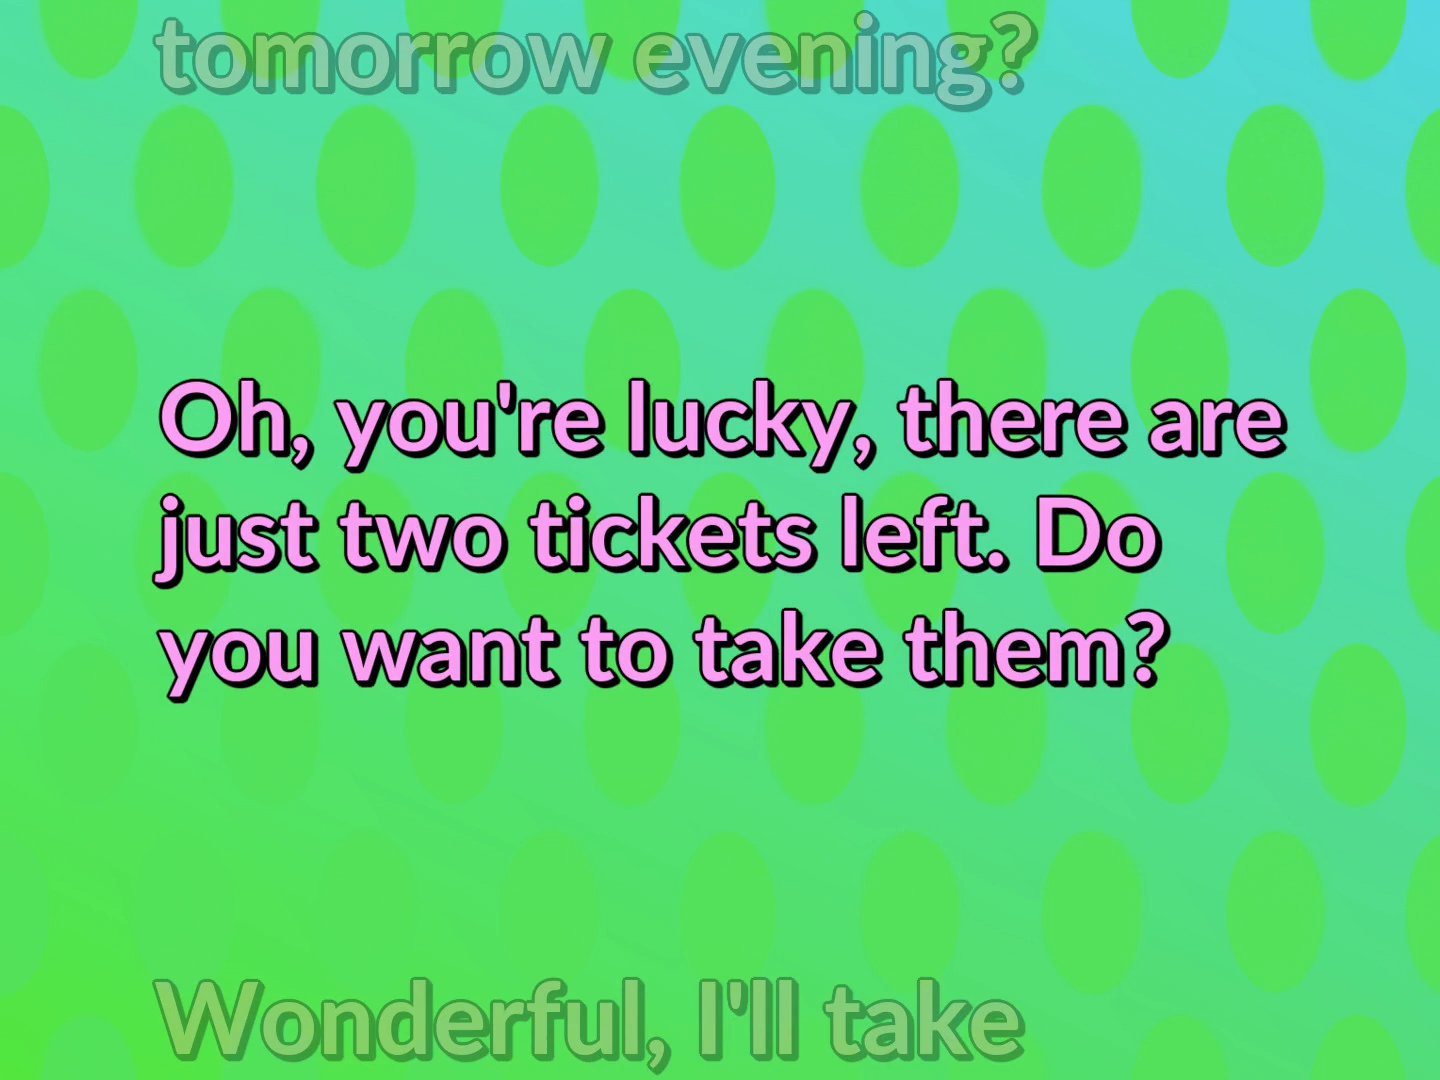 tomorrow evening?
Oh, you're lucky, there are
just two tickets left. Do
you want to take them?
Wonderful, I'll take